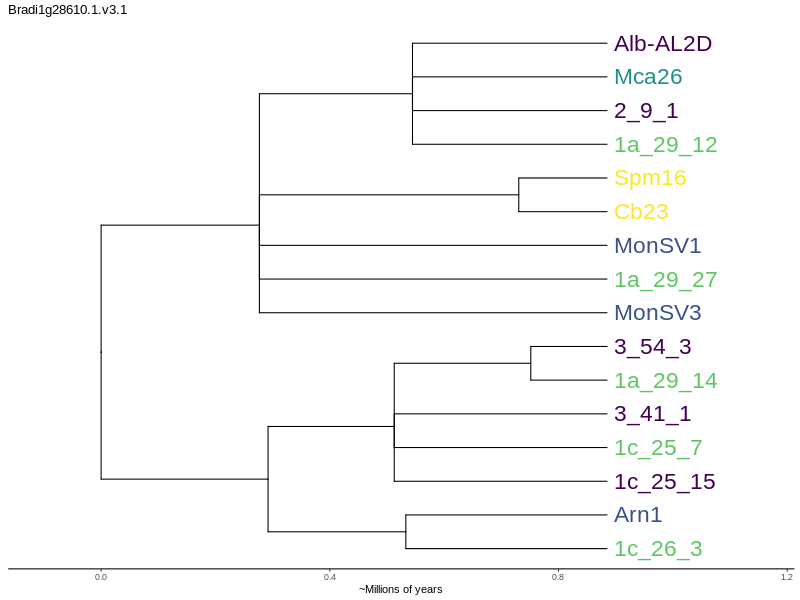 Bradi1g28610.1.v3.1
Alb-AL2D
Mca26
2_9_1
1a_29_12
Spm16
Cb23
MonSV1
1a_29_27
MonSV3
3_54_3
1a_29_14
3_41_1
1c_25_7
1c_25_15
Arn1
1c_26_3
0.0 0.4 0.8 1.2
~Millions of years